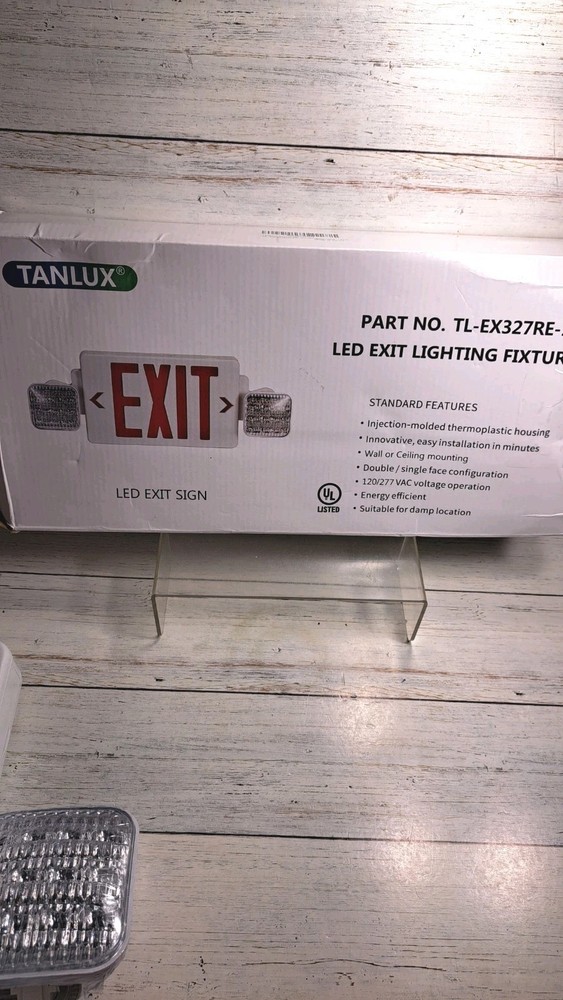 TANLUX®
PART NO. TL-EX327RE-
LED EXIT LIGHTING FIXTUR
EXIT
STANDARD FEATURES
• Injection-molded thermoplastic housing
• Innovative, easy installation in minutes
• Wall or Ceiling mounting
• Double / single face configuration
• 120/277 VAC voltage operation
• Energy efficient
• Suitable for damp location
UL
LISTED
LED EXIT SIGN